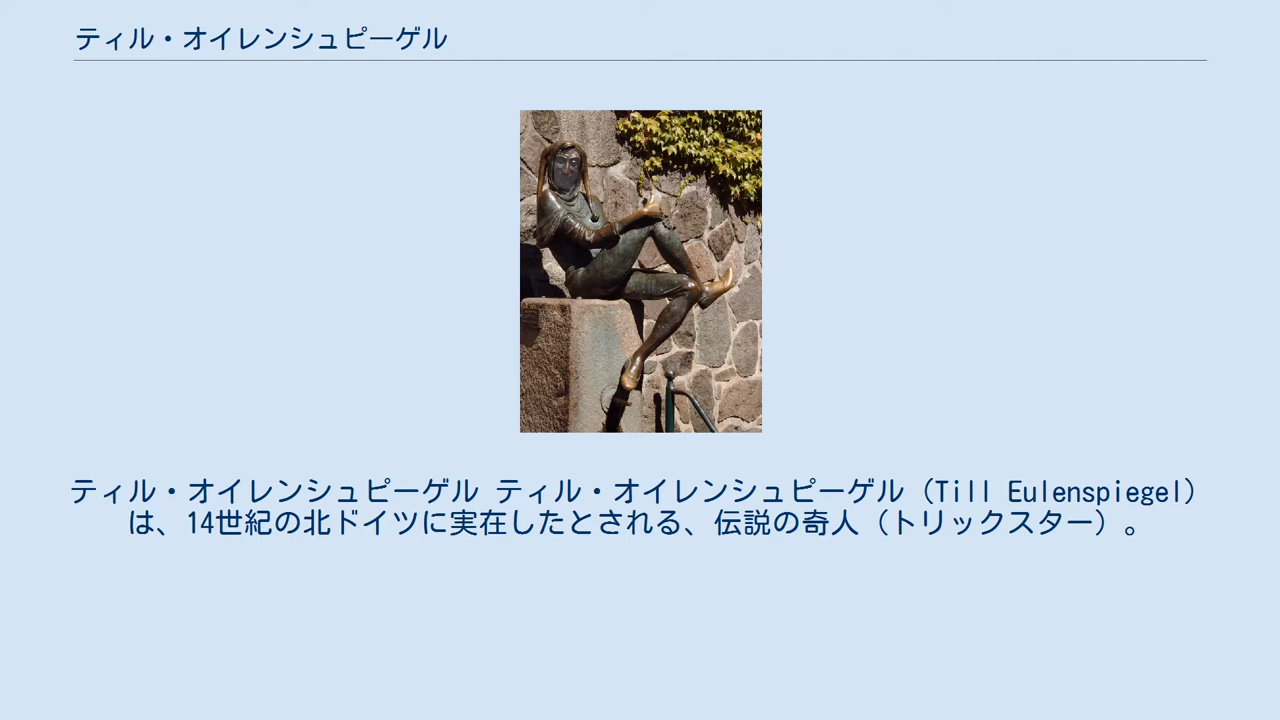 ティル・オイレンシュピーゲル
ティル・オイレンシュピーゲル ティル・オイレンシュピーゲル（Till Eulenspiegel）
は、14世紀の北ドイツに実在したとされる、伝説の奇人（トリックスター）。